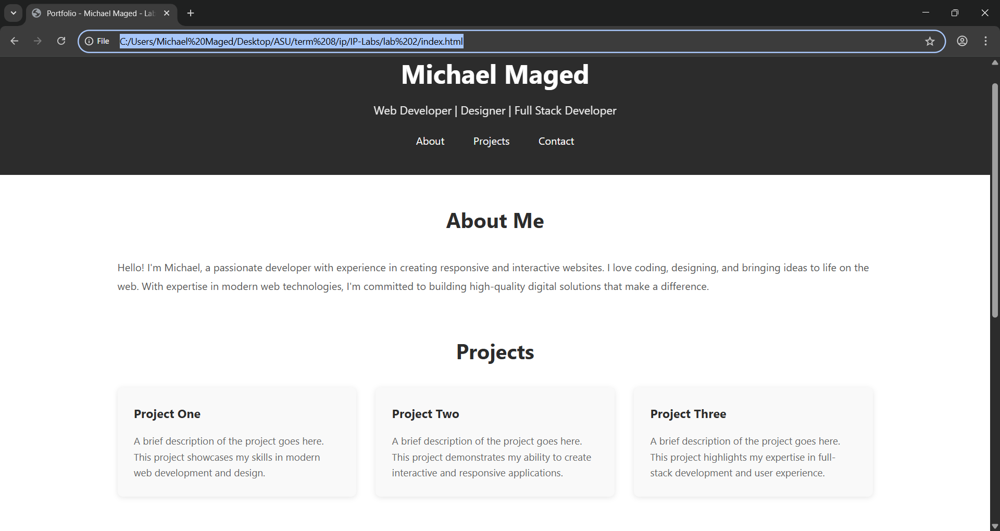 Portfolio - Michael Maged - Lab
File
C:/Users/Michael%20Maged/Desktop/ASU/term%208/ip/IP-Labs/lab%202/index.html
Michael Maged
Web Developer | Designer | Full Stack Developer
About Projects Contact
About Me
Hello! I'm Michael, a passionate developer with experience in creating responsive and interactive websites. I love coding, designing, and bringing ideas to life on the
web. With expertise in modern web technologies, I'm committed to building high-quality digital solutions that make a difference.
Projects
Project One
A brief description of the project goes here.
This project showcases my skills in modern
web development and design.
Project Two
A brief description of the project goes here.
This project demonstrates my ability to create
interactive and responsive applications.
Project Three
A brief description of the project goes here.
This project highlights my expertise in full-
stack development and user experience.